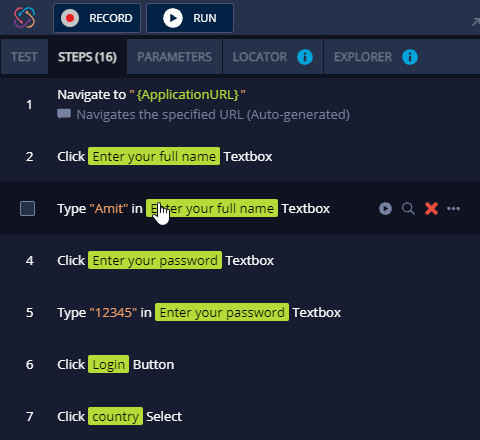 RECORD RUN
TEST STEPS (16) PARAMETERS LOCATOR i EXPLORER i
1 Navigate to "{ApplicationURL}"
Navigates the specified URL (Auto-generated)
2 Click Enter your full name Textbox
Type "Amit" in Enter your full name Textbox
4 Click Enter your password Textbox
5 Type "12345" in Enter your password Textbox
6 Click Login Button
7 Click country Select